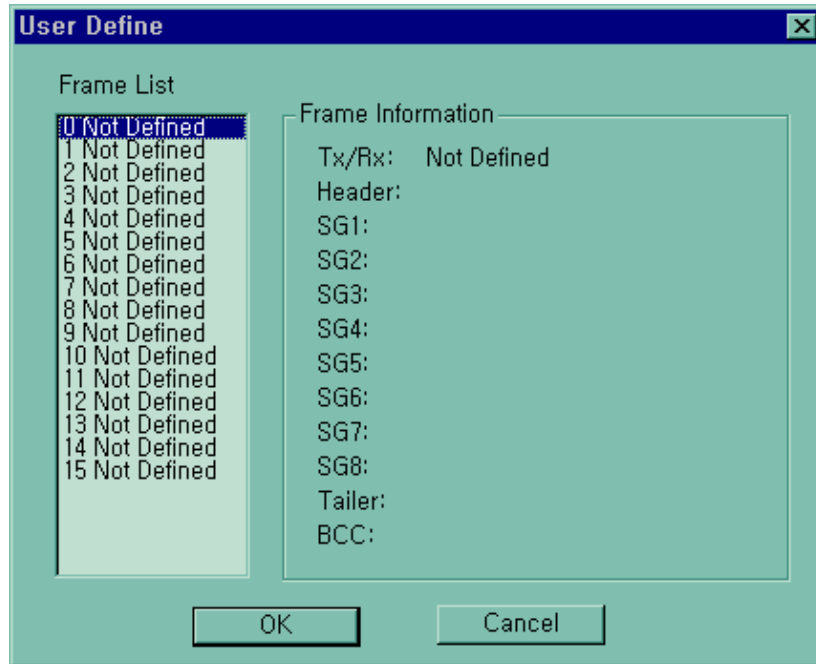 User Define
Frame List
0 Not Defined
1 Not Defined
2 Not Defined
3 Not Defined
4 Not Defined
5 Not Defined
6 Not Defined
7 Not Defined
8 Not Defined
9 Not Defined
10 Not Defined
11 Not Defined
12 Not Defined
13 Not Defined
14 Not Defined
15 Not Defined
Frame Information
Tx/Rx: Not Defined
Header:
SG1:
SG2:
SG3:
SG4:
SG5:
SG6:
SG7:
SG8:
Tailer:
BCC:
OK Cancel